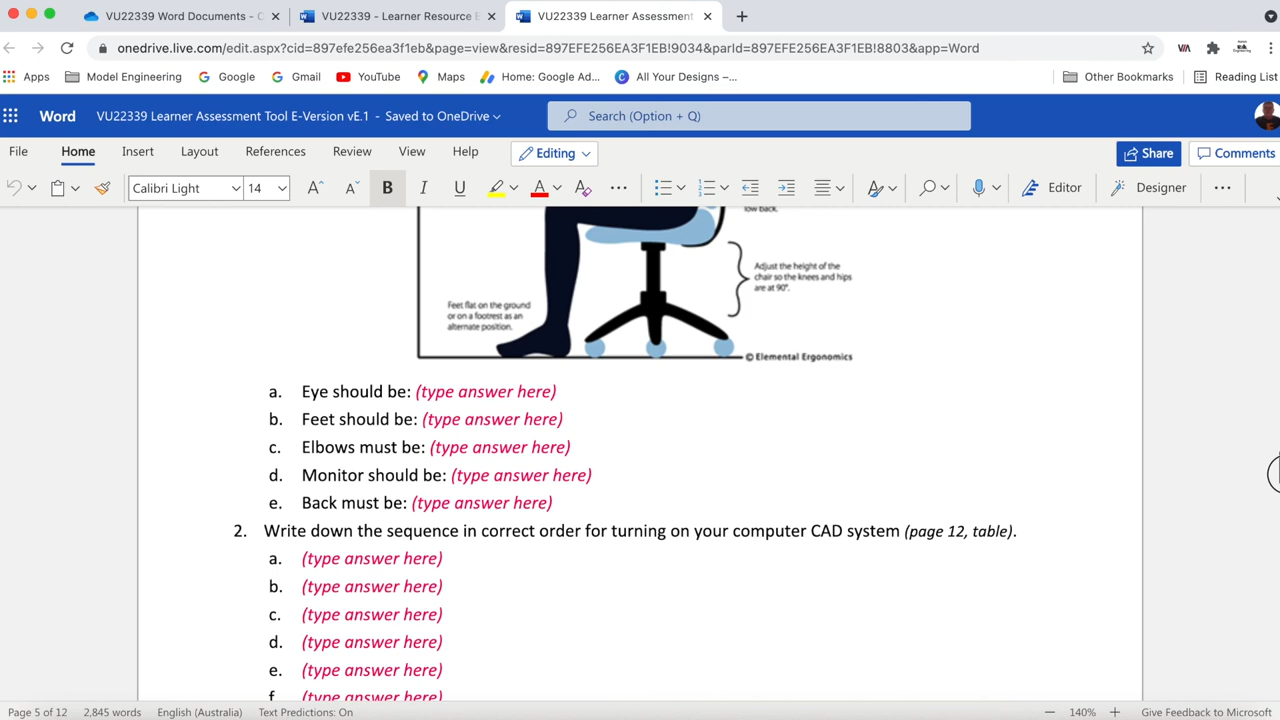 VU22339 Word Documents - C
VU22339 - Learner Resource E
VU22339 Learner Assessment
onedrive.live.com/edit.aspx?cid=897efe256ea3f1eb&page=view&resid=897EFE256EA3F1EB!9034&parId=897EFE256EA3F1EB!8803&app=Word
Apps
Model Engineering
Google
Gmail
YouTube
Maps
Home: Google Ad...
All Your Designs –...
Other Bookmarks
Reading List
Word
VU22339 Learner Assessment Tool E-Version vE.1 - Saved to OneDrive
Search (Option + Q)
File
Home
Insert
Layout
References
Review
View
Help
Editing
Share
Comments
Calibri Light
14
B
I
U
Editor
Designer
low back.
Adjust the height of the
chair so the knees and hips
are at 90°.
Feet flat on the ground
or on a footrest as an
alternate position.
© Elemental Ergonomics
a. Eye should be: (type answer here)
b. Feet should be: (type answer here)
c. Elbows must be: (type answer here)
d. Monitor should be: (type answer here)
e. Back must be: (type answer here)
2. Write down the sequence in correct order for turning on your computer CAD system (page 12, table).
a. (type answer here)
b. (type answer here)
c. (type answer here)
d. (type answer here)
e. (type answer here)
f. (type answer here)
Page 5 of 12
2,845 words
English (Australia)
Text Predictions: On
140%
Give Feedback to Microsoft